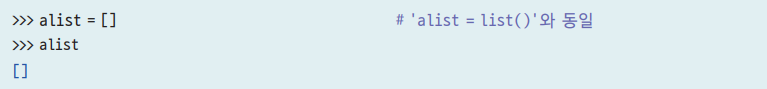 >>> alist = [] # 'alist = list()'와 동일
>>> alist
[]